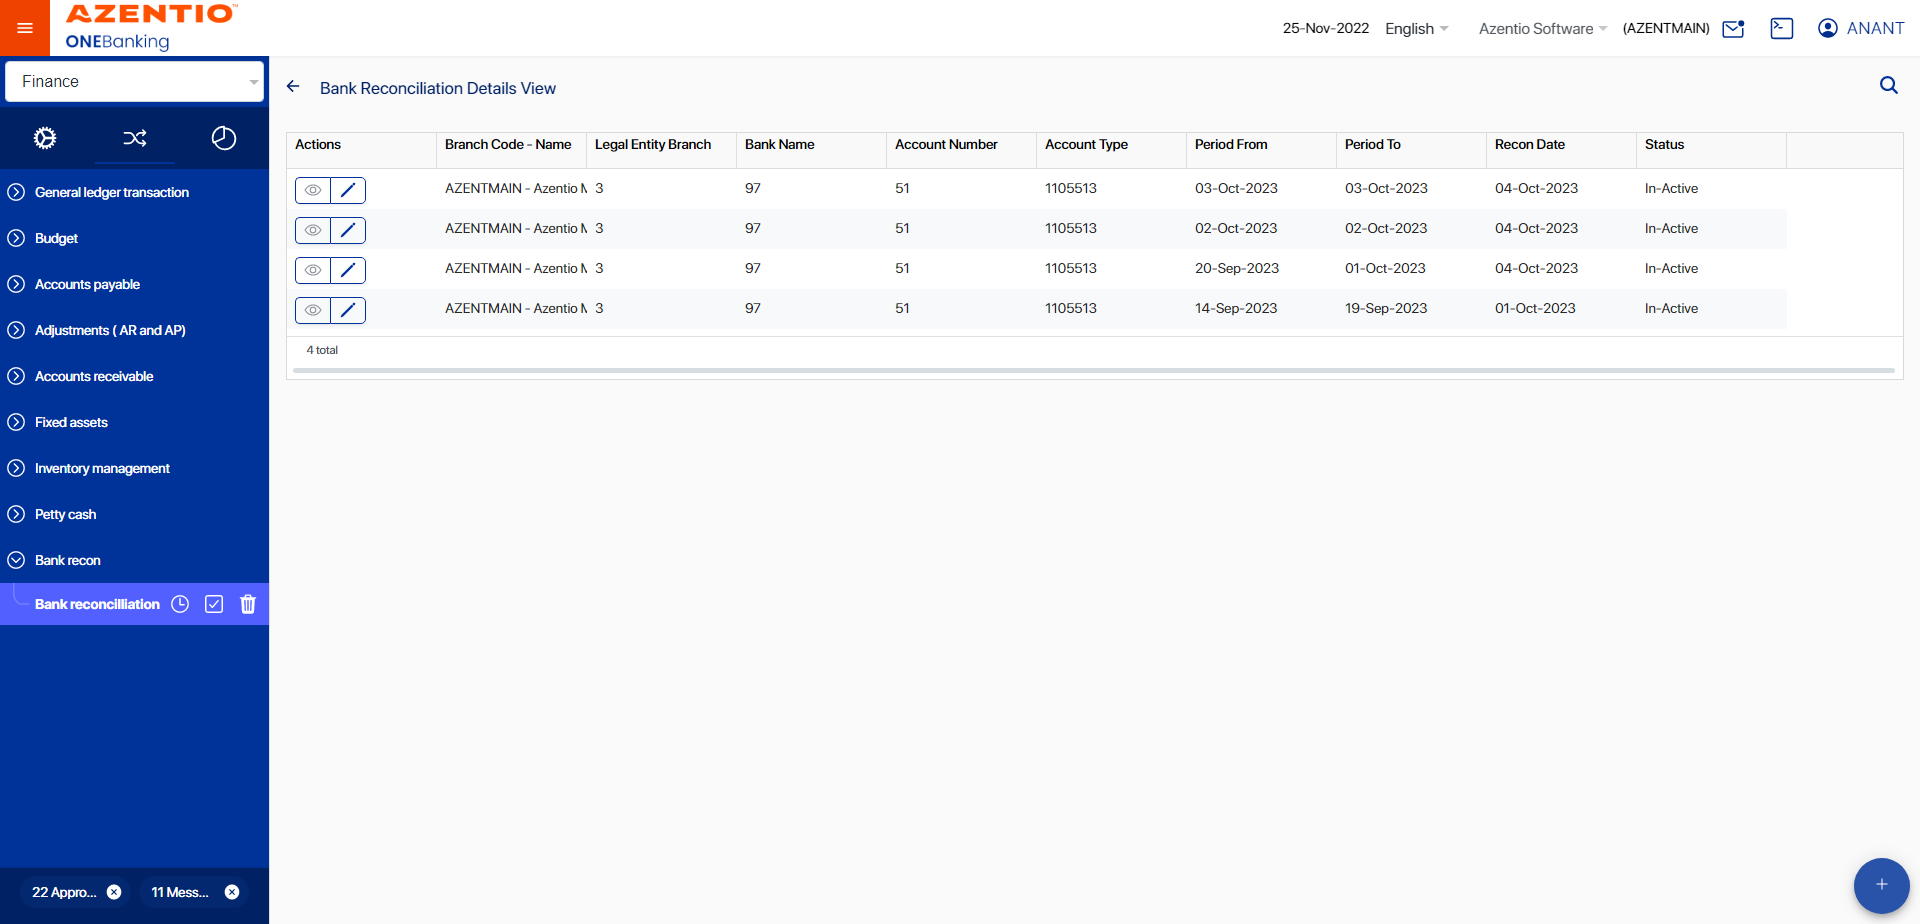 AZENTIO™
ONEBanking
25-Nov-2022 English Azentio Software (AZENTMAIN) ANANT
Finance
General ledger transaction
Budget
Accounts payable
Adjustments ( AR and AP)
Accounts receivable
Fixed assets
Inventory management
Petty cash
Bank recon
Bank reconcilliation
22 Appro... 11 Mess...
Bank Reconciliation Details View
Actions Branch Code - Name Legal Entity Branch Bank Name Account Number Account Type Period From Period To Recon Date Status
AZENTMAIN - Azentio M 3 97 51 1105513 03-Oct-2023 03-Oct-2023 04-Oct-2023 In-Active
AZENTMAIN - Azentio M 3 97 51 1105513 02-Oct-2023 02-Oct-2023 04-Oct-2023 In-Active
AZENTMAIN - Azentio M 3 97 51 1105513 20-Sep-2023 01-Oct-2023 04-Oct-2023 In-Active
AZENTMAIN - Azentio M 3 97 51 1105513 14-Sep-2023 19-Sep-2023 01-Oct-2023 In-Active
4 total